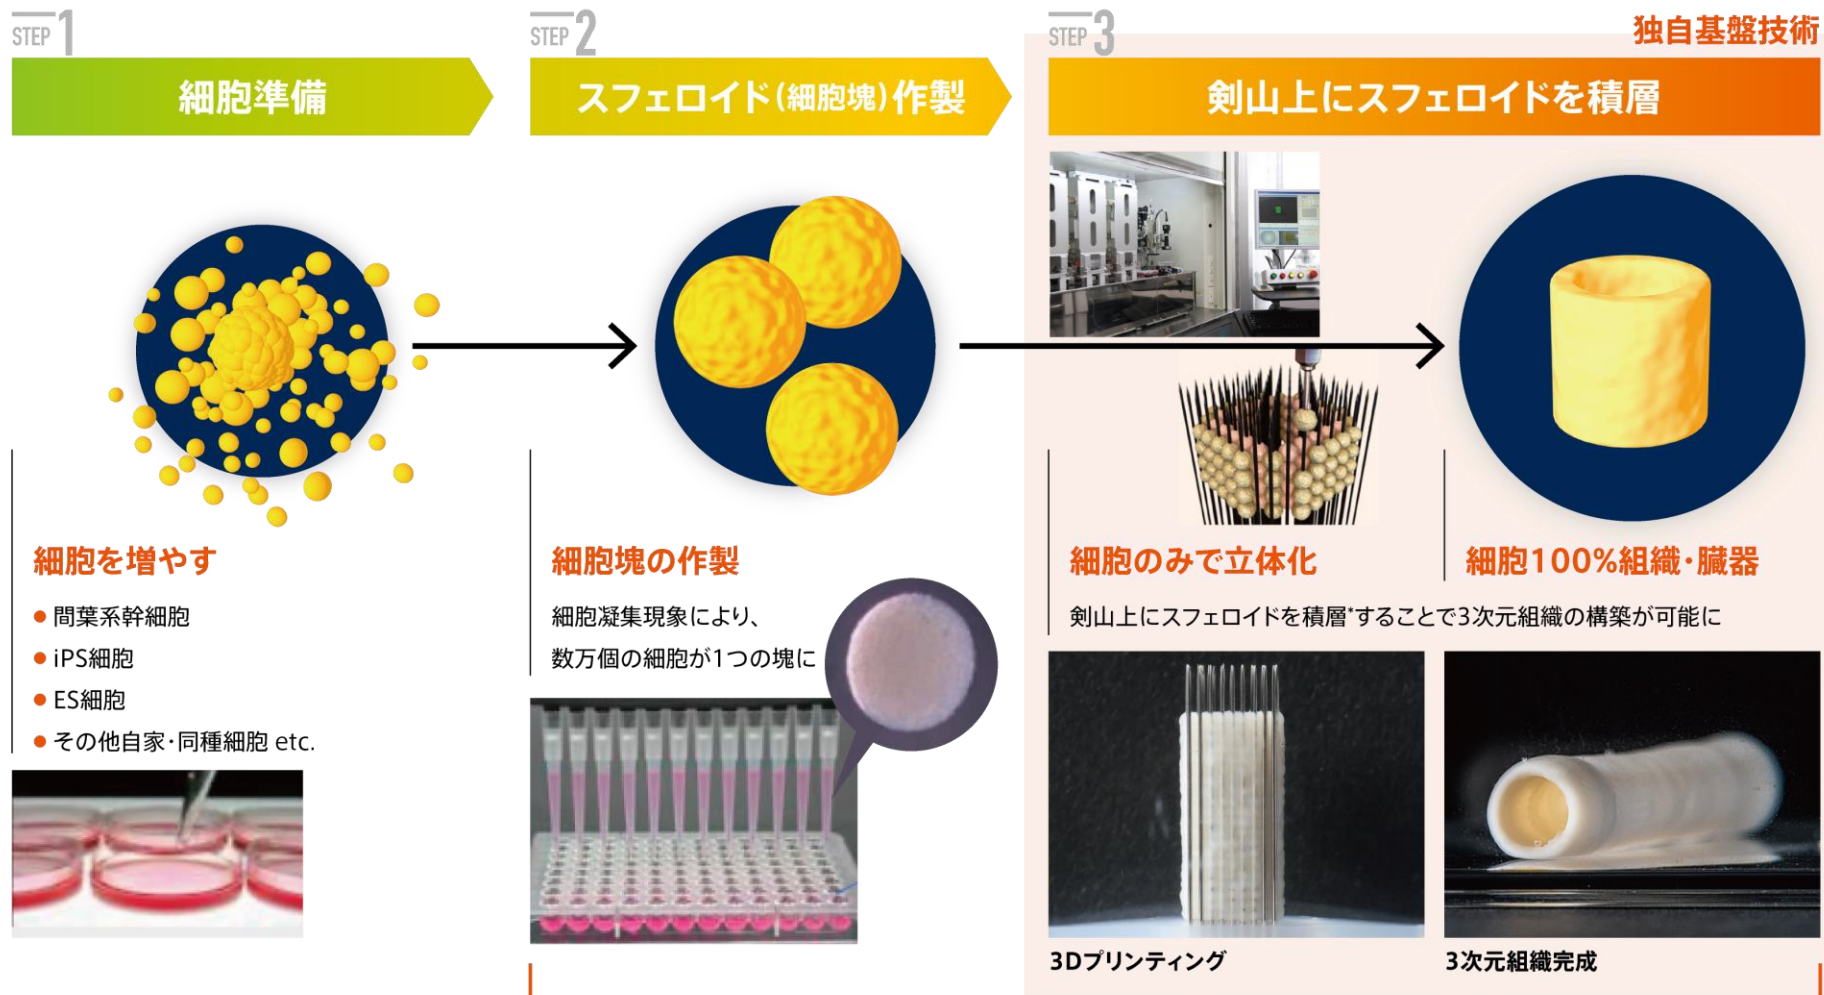 STEP 1
細胞準備
細胞を増やす
● 間葉系幹細胞
● iPS細胞
● ES細胞
● その他自家･同種細胞 etc.
STEP 2
スフェロイド(細胞塊)作製
細胞塊の作製
細胞凝集現象により、
数万個の細胞が1つの塊に
STEP 3
独自基盤技術
剣山上にスフェロイドを積層
細胞のみで立体化
細胞100%組織･臓器
剣山上にスフェロイドを積層*することで3次元組織の構築が可能に
3Dプリンティング
3次元組織完成